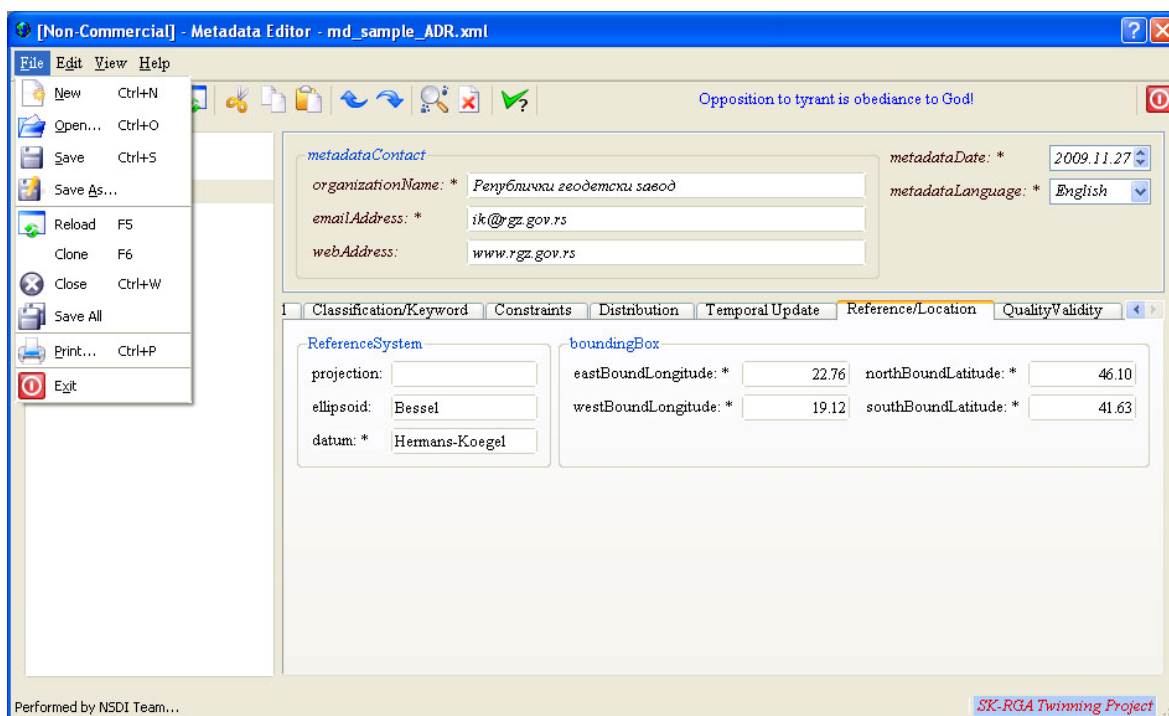 [Non-Commercial] - Metadata Editor - md_sample_ADR.xml
File Edit View Help
New Ctrl+N
Open... Ctrl+O
Save Ctrl+S
Save As...
Reload F5
Clone F6
Close Ctrl+W
Save All
Print... Ctrl+P
Exit
Opposition to tyrant is obediance to God!
metadataContact
organizationName: * Републички геодетски завод
emailAddress: * ik@rgz.gov.rs
webAddress: www.rgz.gov.rs
metadataDate: * 2009.11.27
metadataLanguage: * English
Classification/Keyword Constraints Distribution Temporal Update Reference/Location QualityValidity
ReferenceSystem
projection:
ellipsoid: Bessel
datum: * Hermans-Koegel
boundingBox
eastBoundLongitude: * 22.76 northBoundLatitude: * 46.10
westBoundLongitude: * 19.12 southBoundLatitude: * 41.63
Performed by NSDI Team...
SK-RGA Twinning Project